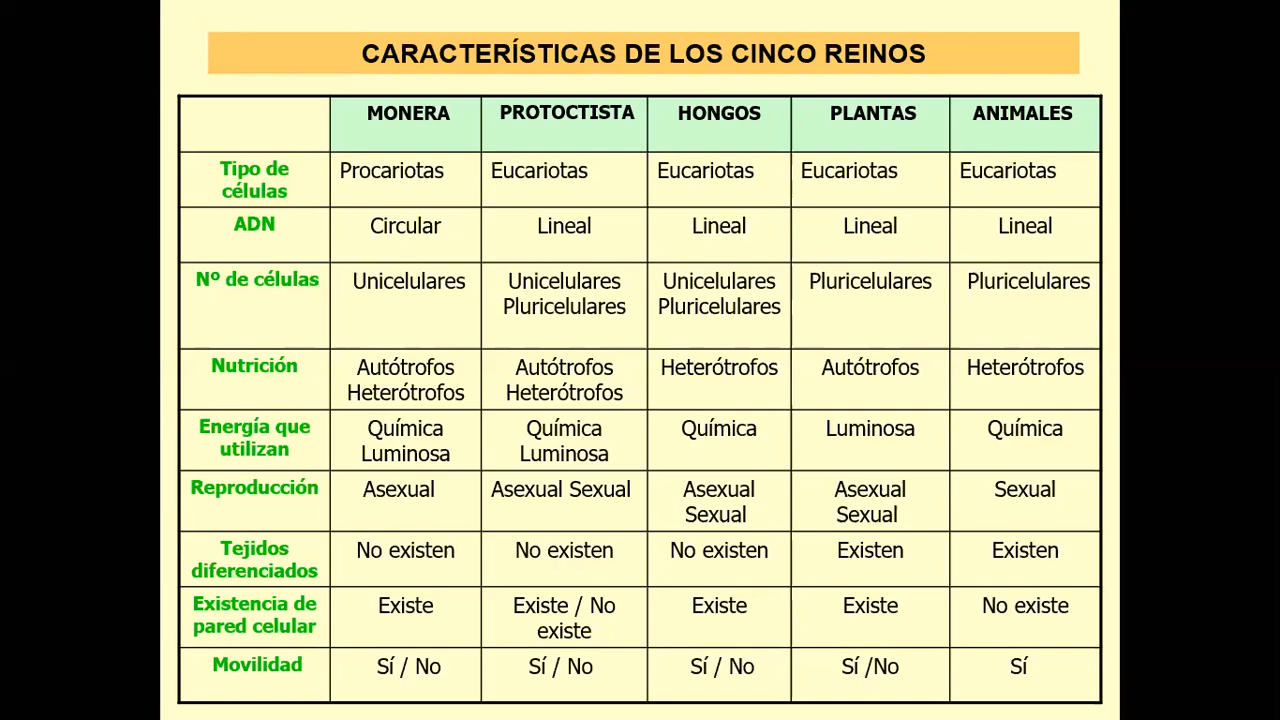 CARACTERÍSTICAS DE LOS CINCO REINOS
MONERA PROTOCTISTA HONGOS PLANTAS ANIMALES
Tipo de células Procariotas Eucariotas Eucariotas Eucariotas Eucariotas
ADN Circular Lineal Lineal Lineal Lineal
Nº de células Unicelulares Unicelulares Pluricelulares Unicelulares Pluricelulares Pluricelulares Pluricelulares
Nutrición Autótrofos Heterótrofos Autótrofos Heterótrofos Heterótrofos Autótrofos Heterótrofos
Energía que utilizan Química Luminosa Química Luminosa Química Luminosa Química
Reproducción Asexual Asexual Sexual Asexual Sexual Asexual Sexual Sexual
Tejidos diferenciados No existen No existen No existen Existen Existen
Existencia de pared celular Existe Existe / No existe Existe Existe No existe
Movilidad Sí / No Sí / No Sí / No Sí /No Sí